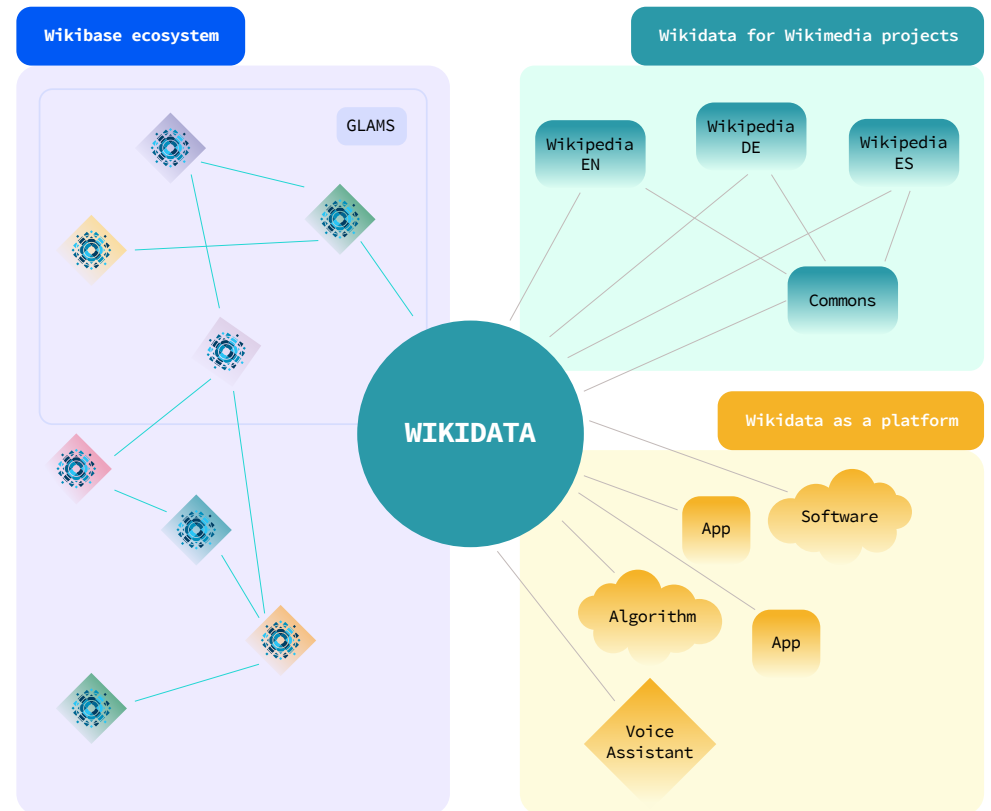 Wikibase ecosystem
GLAMS
Wikidata for Wikimedia projects
Wikipedia
EN
Wikipedia
DE
Wikipedia
ES
Commons
WIKIDATA
Wikidata as a platform
Software
App
Algorithm
App
Voice
Assistant